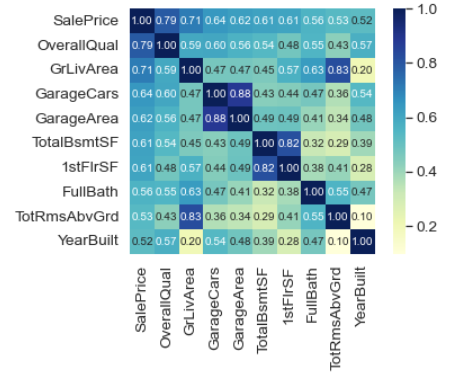 SalePrice 1.00 0.79 0.71 0.64 0.62 0.61 0.61 0.56 0.53 0.52
OverallQual 0.79 1.00 0.59 0.60 0.56 0.54 0.48 0.55 0.43 0.57
GrLivArea 0.71 0.59 1.00 0.47 0.47 0.45 0.57 0.63 0.83 0.20
GarageCars 0.64 0.60 0.47 1.00 0.88 0.43 0.44 0.47 0.36 0.54
GarageArea 0.62 0.56 0.47 0.88 1.00 0.49 0.49 0.41 0.34 0.48
TotalBsmtSF 0.61 0.54 0.45 0.43 0.49 1.00 0.82 0.32 0.29 0.39
1stFlrSF 0.61 0.48 0.57 0.44 0.49 0.82 1.00 0.38 0.41 0.28
FullBath 0.56 0.55 0.63 0.47 0.41 0.32 0.38 1.00 0.55 0.47
TotRmsAbvGrd 0.53 0.43 0.83 0.36 0.34 0.29 0.41 0.55 1.00 0.10
YearBuilt 0.52 0.57 0.20 0.54 0.48 0.39 0.28 0.47 0.10 1.00
SalePrice
OverallQual
GrLivArea
GarageCars
GarageArea
TotalBsmtSF
1stFlrSF
FullBath
TotRmsAbvGrd
YearBuilt
1.0
0.8
0.6
0.4
0.2